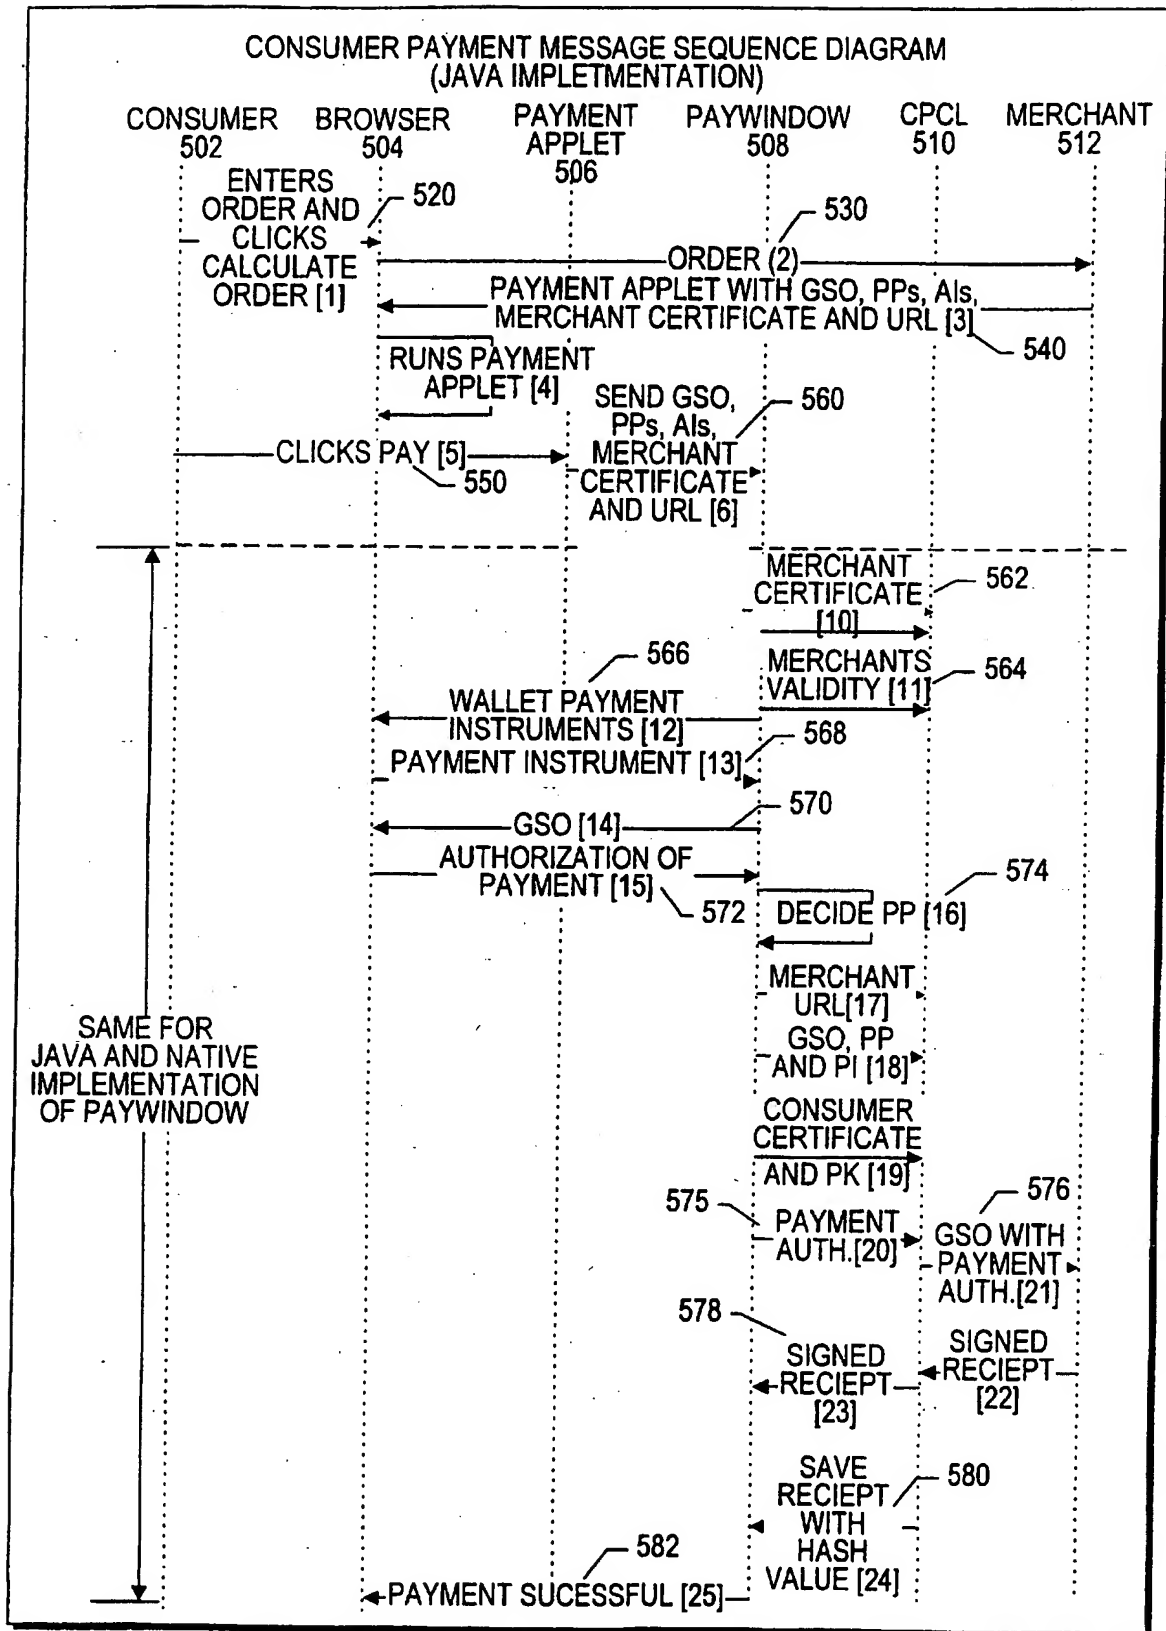 CONSUMER PAYMENT MESSAGE SEQUENCE DIAGRAM
(JAVA IMPLETMENTATION)
CONSUMER
502
BROWSER
504
PAYMENT
APPLET
506
PAYWINDOW
508
CPCL
510
MERCHANT
512
ENTERS
ORDER AND
CLICKS
CALCULATE
ORDER [1]
520
530
ORDER (2)
PAYMENT APPLET WITH GSO, PPs, AIs,
MERCHANT CERTIFICATE AND URL [3]
540
RUNS PAYMENT
APPLET [4]
SEND GSO,
PPs, AIs,
MERCHANT
CERTIFICATE
AND URL [6]
560
CLICKS PAY [5]
550
MERCHANT
CERTIFICATE
[10]
562
566
MERCHANTS
VALIDITY [11]
564
WALLET PAYMENT
INSTRUMENTS [12]
568
PAYMENT INSTRUMENT [13]
570
GSO [14]
AUTHORIZATION OF
PAYMENT [15]
572
574
DECIDE PP [16]
MERCHANT
URL[17]
SAME FOR
JAVA AND NATIVE
IMPLEMENTATION
OF PAYWINDOW
GSO, PP
AND PI [18]
CONSUMER
CERTIFICATE
AND PK [19]
575
PAYMENT
AUTH.[20]
576
GSO WITH
PAYMENT
AUTH.[21]
578
SIGNED
RECIEPT
[23]
SIGNED
RECIEPT
[22]
SAVE
RECIEPT
WITH
HASH
VALUE [24]
580
582
PAYMENT SUCESSFUL [25]